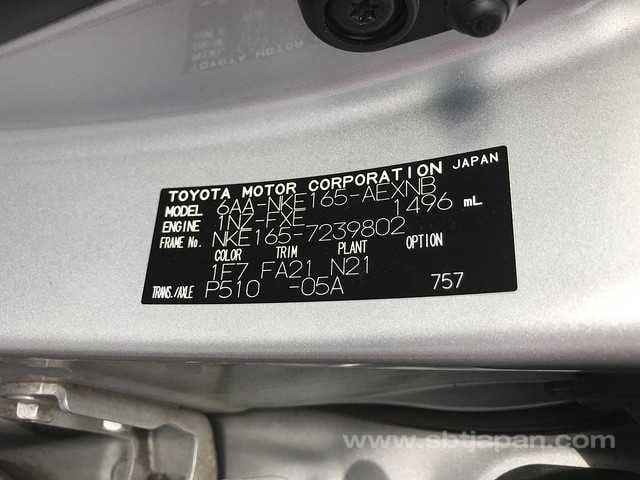 TOYOTA MOTOR CORPORATION JAPAN
MODEL 6AA-NKE165-AEXNB
ENGINE 1NZ-FXE 1496 mL
FRAME No. NKE165-7239802
COLOR TRIM PLANT OPTION
1F7 FA21 N21
TRANS./AXLE P510 -05A 757
www.sbtjapan.com